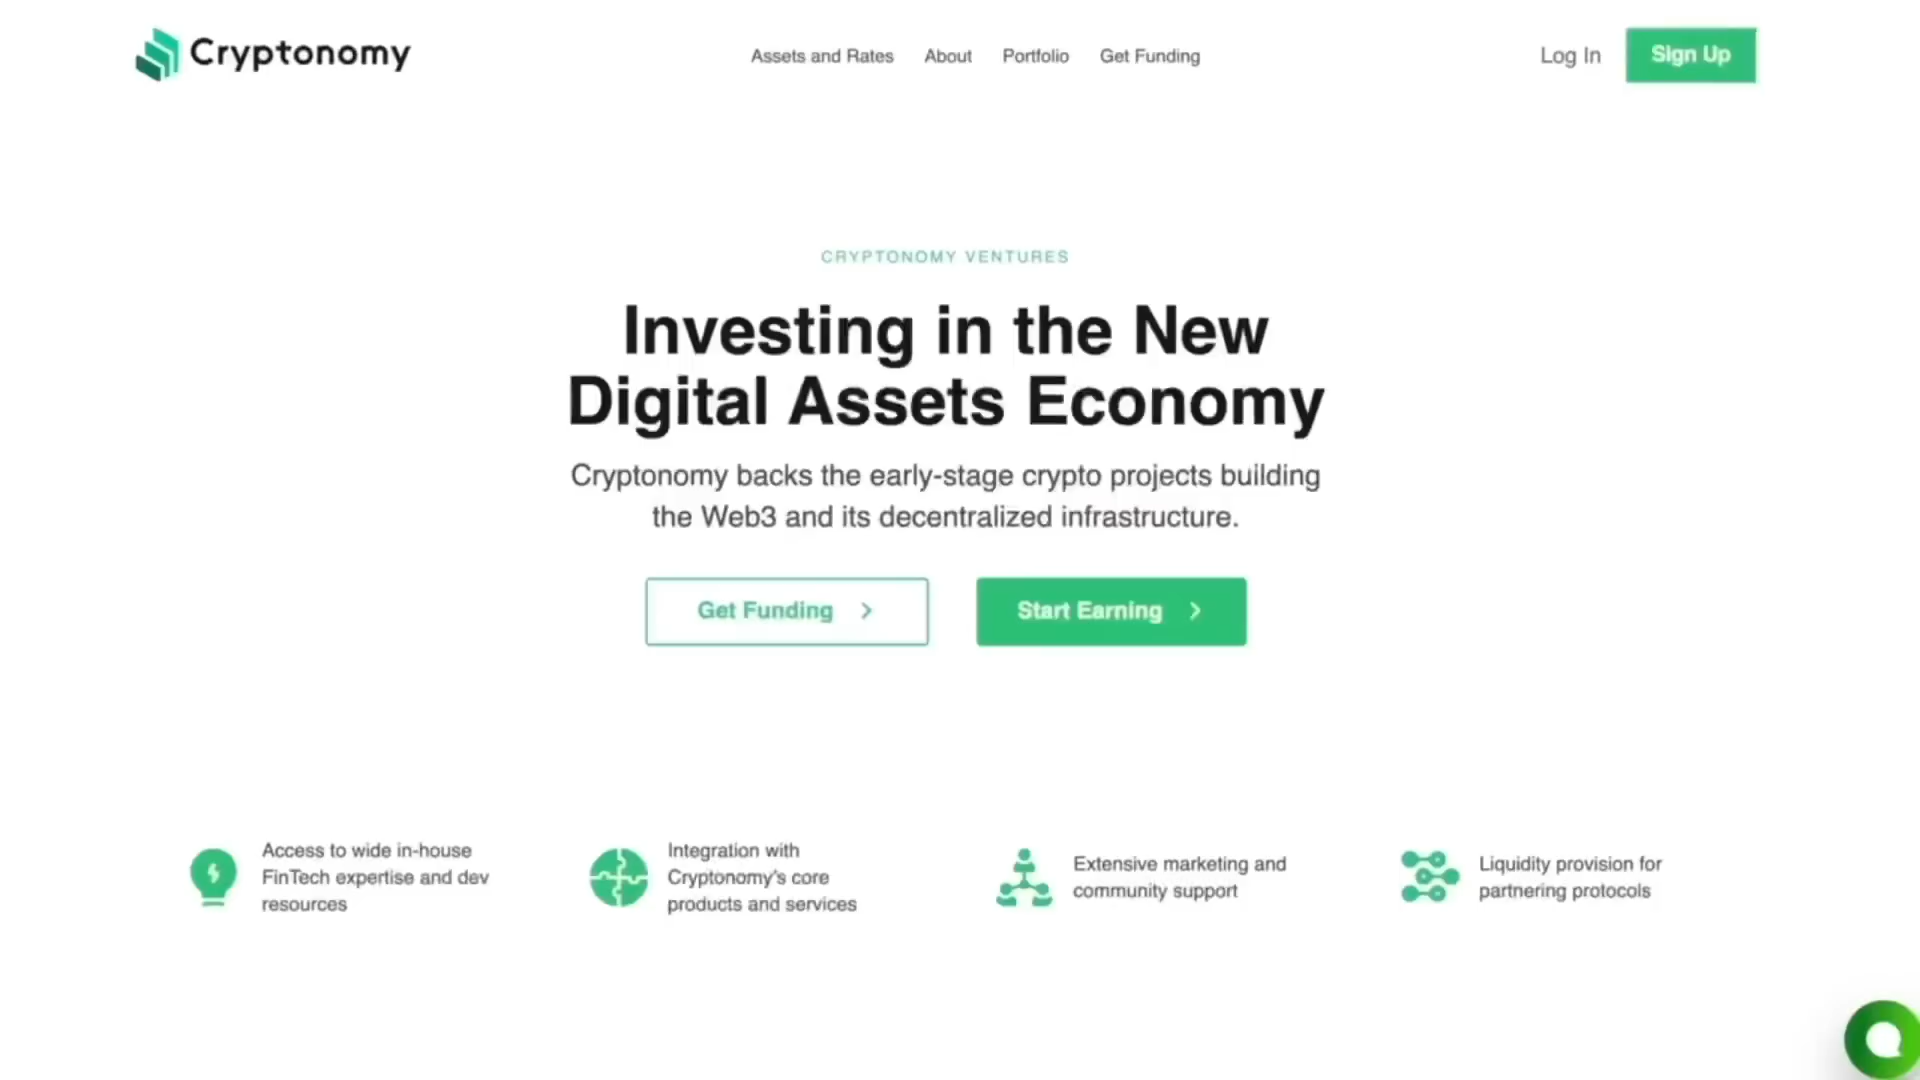 Cryptonomy
Assets and Rates
About
Portfolio
Get Funding
Log In
Sign Up
CRYPTONOMY VENTURES
Investing in the New
Digital Assets Economy
Cryptonomy backs the early-stage crypto projects building
the Web3 and its decentralized infrastructure.
Get Funding
Start Earning
Access to wide in-house
FinTech expertise and dev
resources
Integration with
Cryptonomy's core
products and services
Extensive marketing and
community support
Liquidity provision for
partnering protocols